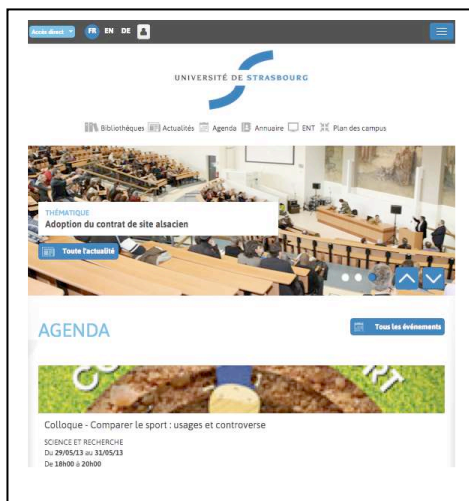 Accès direct FR EN DE
UNIVERSITÉ DE STRASBOURG
Bibliothèques Actualités Agenda Annuaire ENT Plan des campus
THÉMATIQUE
Adoption du contrat de site alsacien
Toute l'actualité
AGENDA
Tous les événements
Colloque - Comparer le sport : usages et controverse
SCIENCE ET RECHERCHE
Du 29/05/13 au 31/05/13
De 18h00 à 20h00